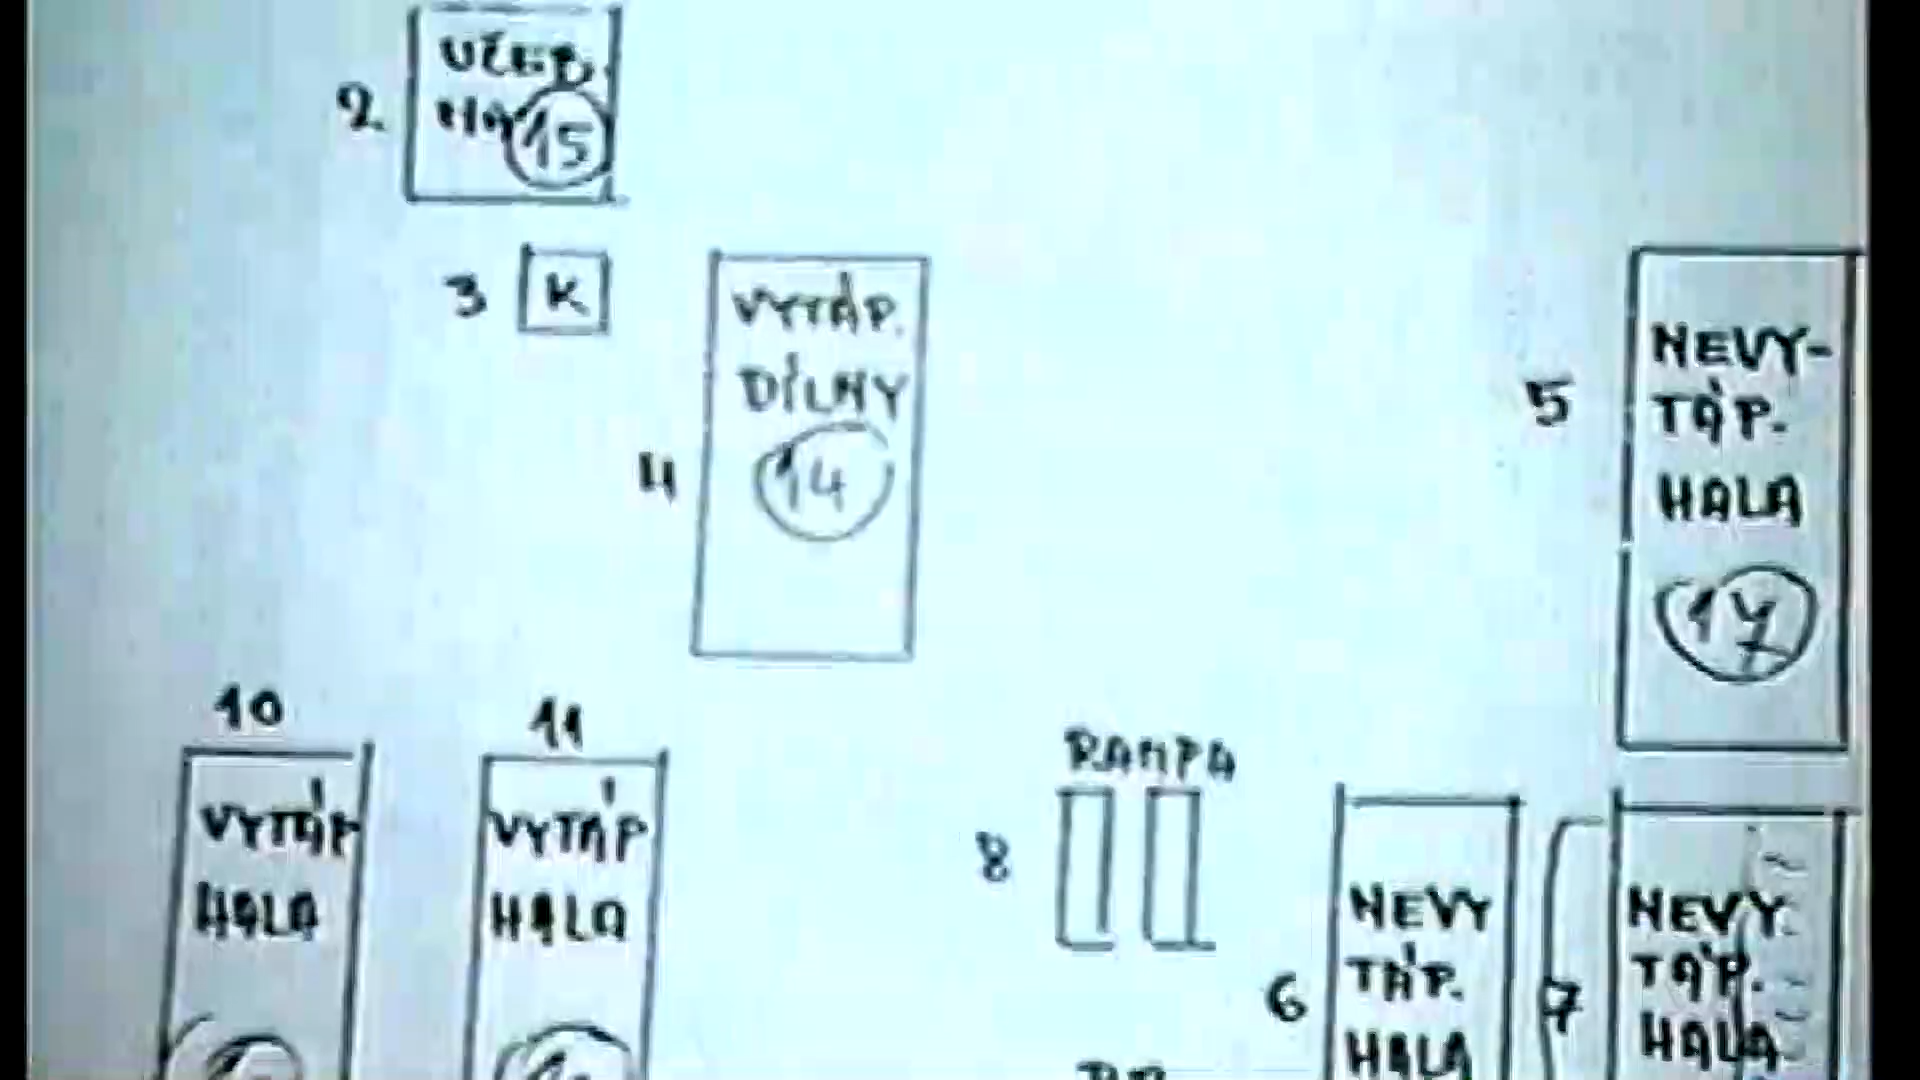 2
UČEB.
NA
15
3
K
VYTÁP.
DÍLNY
4
14
5
NEVY-
TÁP.
HALA
17
10
VYTÁP
HALA
11
VYTÁP
HALA
RAMPA
8
6
NEVY
TÁP.
HALA
7
NEVY.
TÁP.
HALA